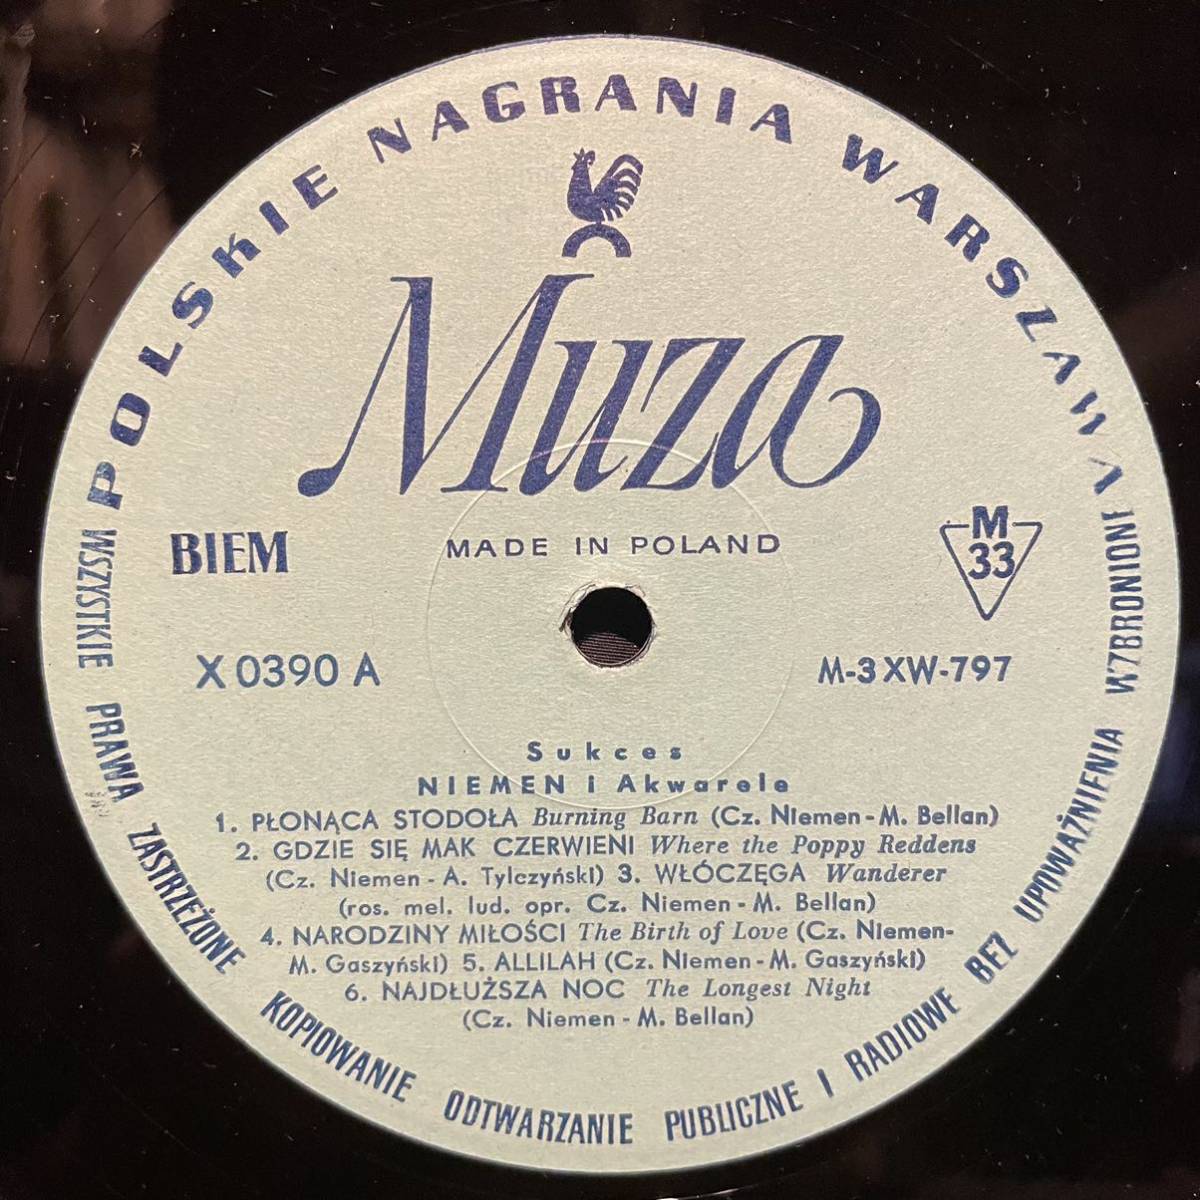 POLSKIE NAGRANIA WARSZAWA
Muza
BIEM
MADE IN POLAND
M
33
X 0390 A
M-3 XW-797
Sukces
NIEMEN i Akwarele
1. PŁONĄCA STODOŁA Burning Barn (Cz. Niemen - M. Bellan)
2. GDZIE SIĘ MAK CZERWIENI Where the Poppy Reddens
(Cz. Niemen - A. Tylczyński) 3. WŁÓCZĘGA Wanderer
(ros. mel. lud. opr. Cz. Niemen - M. Bellan)
4. NARODZINY MIŁOŚCI The Birth of Love (Cz. Niemen-
M. Gaszyński) 5. ALLILAH (Cz. Niemen - M. Gaszyński)
6. NAJDŁUŻSZA NOC The Longest Night
(Cz. Niemen - M. Bellan)
WSZYSTKIE PRAWA ZASTRZEŻONE KOPIOWANIE ODTWARZANIE PUBLICZNE I RADIOWE BEZ UPOWAŻNIENIA WZBRONIONE